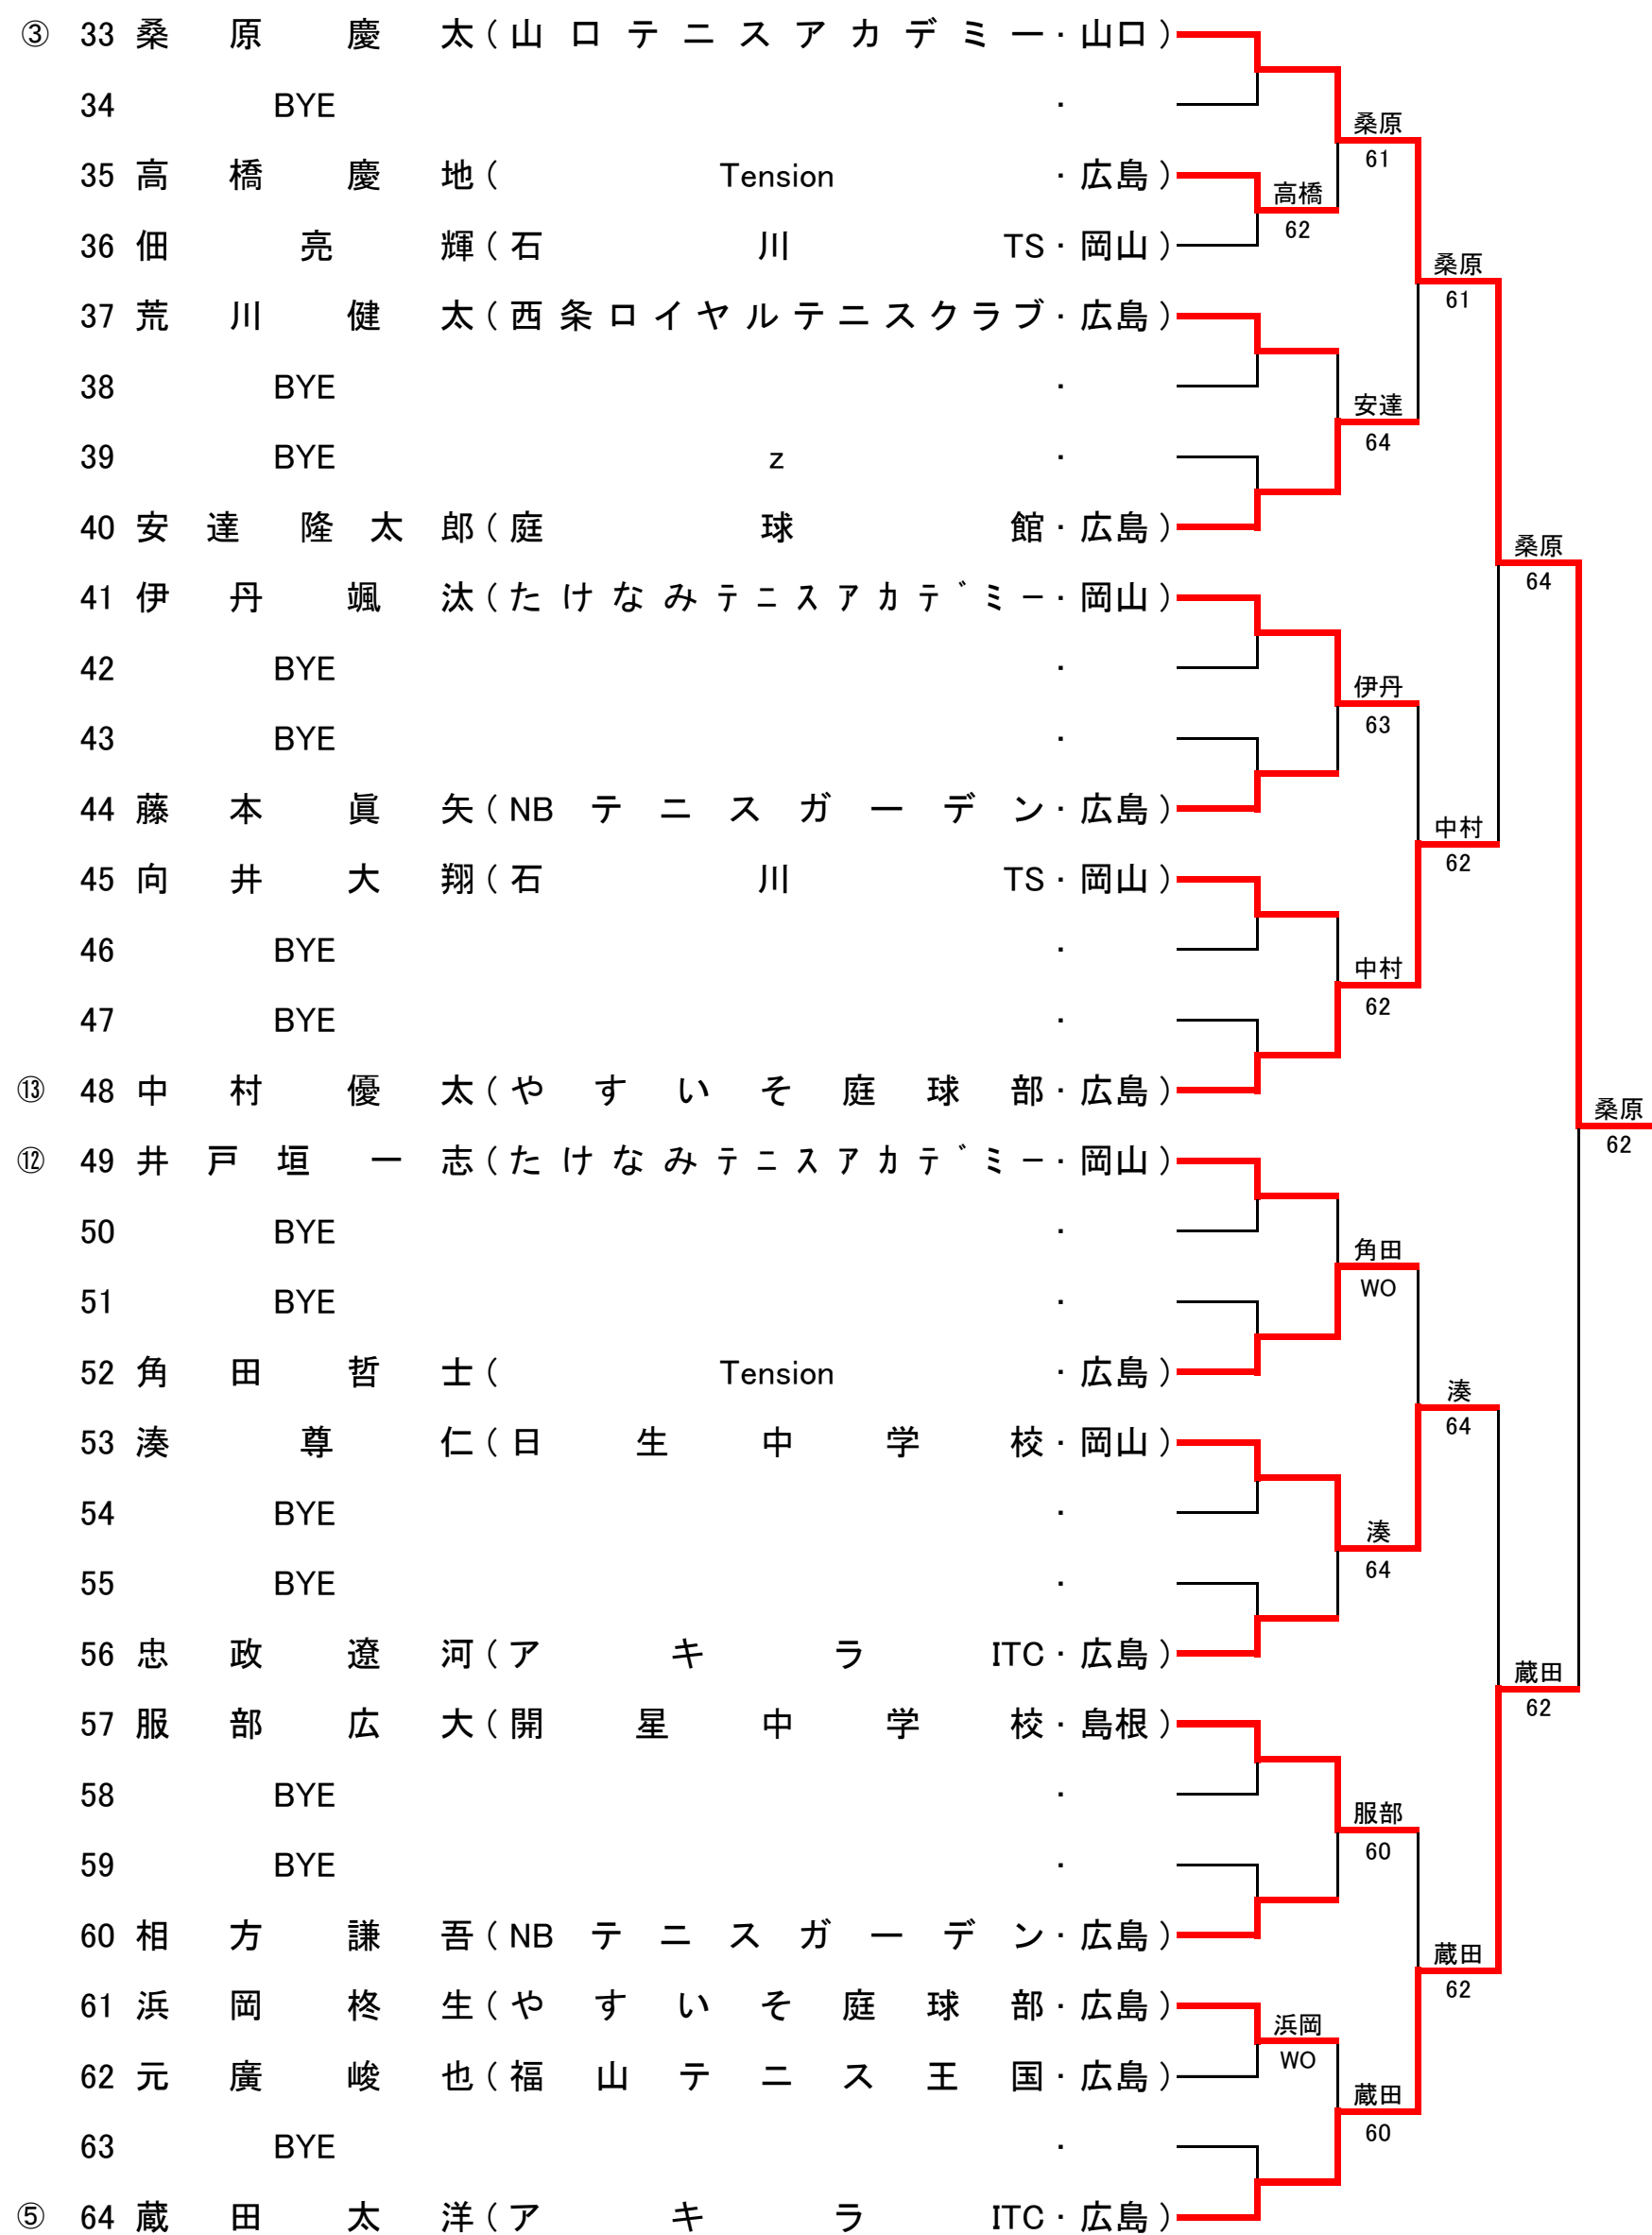 ③ 33 桑原慶太(山口テニスアカデミー・山口)
34 BYE ・
桑原
61
35 高橋慶地(Tension・広島)
高橋
62
36 佃亮輝(石川TS・岡山)
桑原
61
37 荒川健太(西条ロイヤルテニスクラブ・広島)
38 BYE ・
安達
64
39 BYE z ・
40 安達隆太郎(庭球館・広島)
桑原
64
41 伊丹颯汰(たけなみﾃﾆｽｱｶﾃﾞﾐｰ・岡山)
42 BYE ・
伊丹
63
43 BYE ・
44 藤本眞矢(NBテニスガーデン・広島)
中村
62
45 向井大翔(石川TS・岡山)
46 BYE ・
中村
62
47 BYE ・
⑬ 48 中村優太(やすいそ庭球部・広島)
桑原
62
⑫ 49 井戸垣一志(たけなみﾃﾆｽｱｶﾃﾞﾐｰ・岡山)
50 BYE ・
角田
WO
51 BYE ・
52 角田哲士(Tension・広島)
湊
64
53 湊尊仁(日生中学校・岡山)
54 BYE ・
湊
64
55 BYE ・
56 忠政遼河(アキラITC・広島)
蔵田
62
57 服部広大(開星中学校・島根)
58 BYE ・
服部
60
59 BYE ・
60 相方謙吾(NBテニスガーデン・広島)
蔵田
62
61 浜岡柊生(やすいそ庭球部・広島)
浜岡
WO
62 元廣峻也(福山テニス王国・広島)
蔵田
60
63 BYE ・
⑤ 64 蔵田太洋(アキラITC・広島)